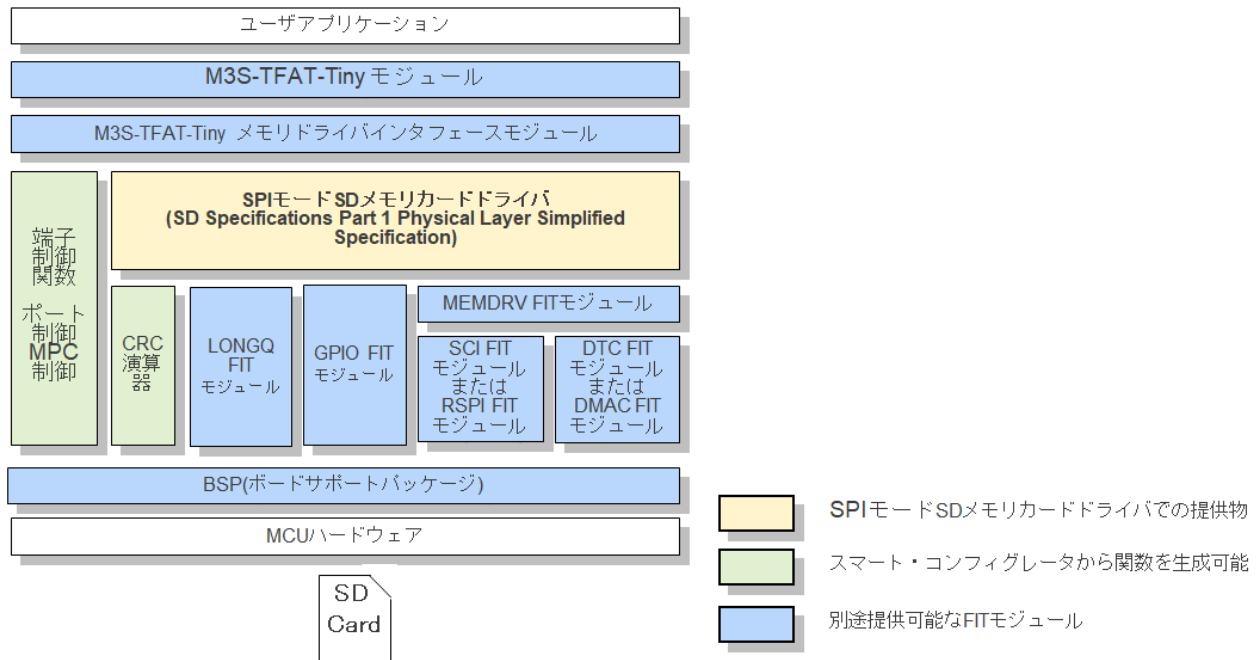 ユーザアプリケーション
M3S-TFAT-Tiny モジュール
M3S-TFAT-Tiny メモリドライバインタフェースモジュール
端子
制御
関数
ポート
制御
MPC
制御
SPIモードSDメモリカードドライバ
(SD Specifications Part 1 Physical Layer Simplified
Specification)
CRC
演算
器
LONGQ
FIT
モジュール
GPIO FIT
モジュール
MEMDRV FITモジュール
SCI FIT
モジュール
または
RSPI FIT
モジュール
DTC FIT
モジュール
または
DMAC FIT
モジュール
BSP(ボードサポートパッケージ)
MCUハードウェア
SD
Card
SPIモードSDメモリカードドライバでの提供物
スマート・コンフィグレータから関数を生成可能
別途提供可能なFITモジュール